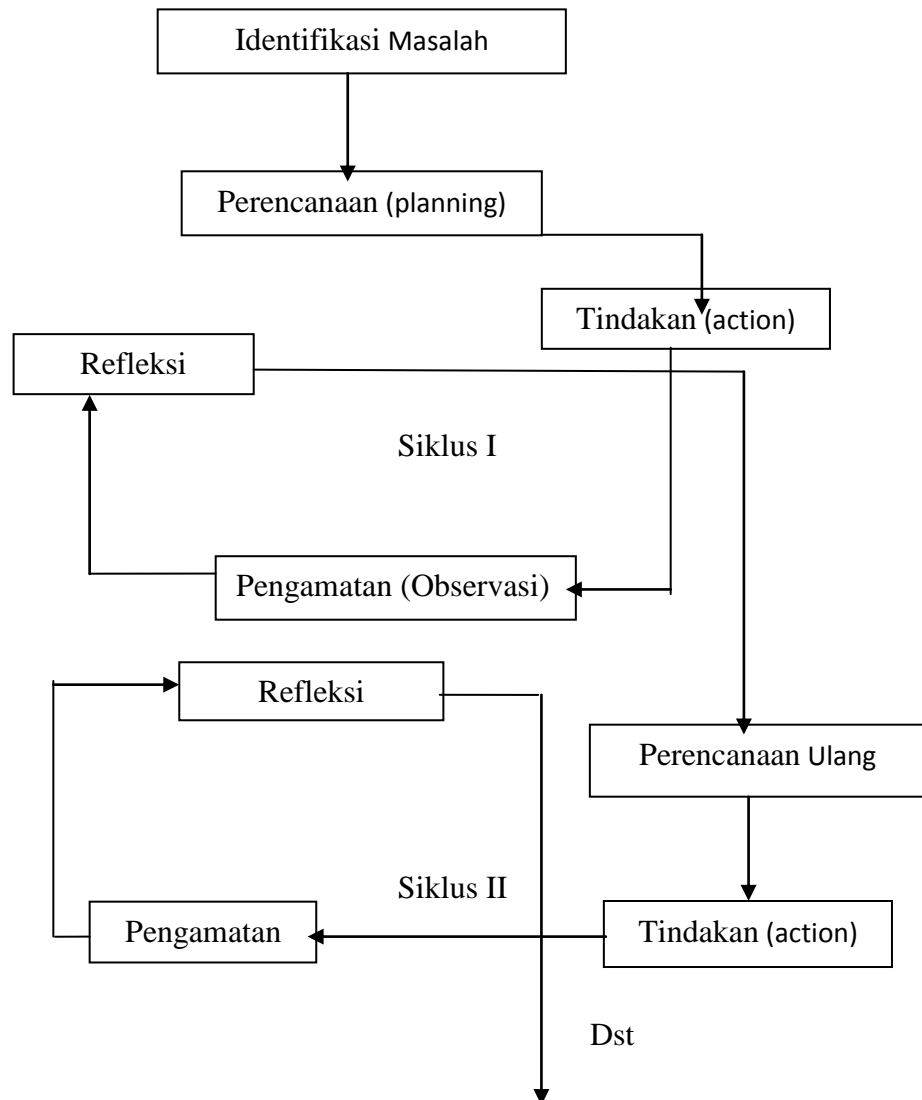 Identifikasi Masalah
Perencanaan (planning)
Tindakan (action)
Refleksi
Siklus I
Pengamatan (Observasi)
Refleksi
Perencanaan Ulang
Siklus II
Pengamatan
Tindakan (action)
Dst